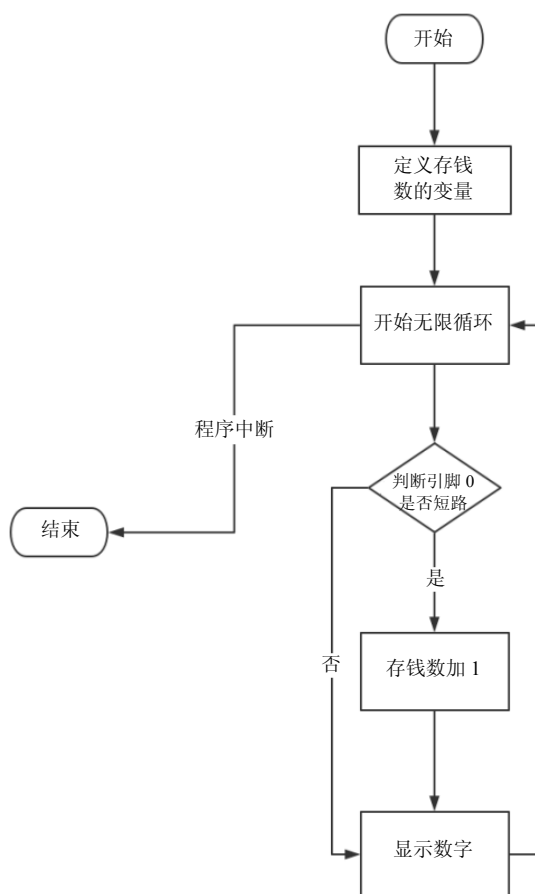 开始
定义存钱
数的变量
开始无限循环
程序中断
判断引脚 0
是否短路
结束
是
否
存钱数加 1
显示数字